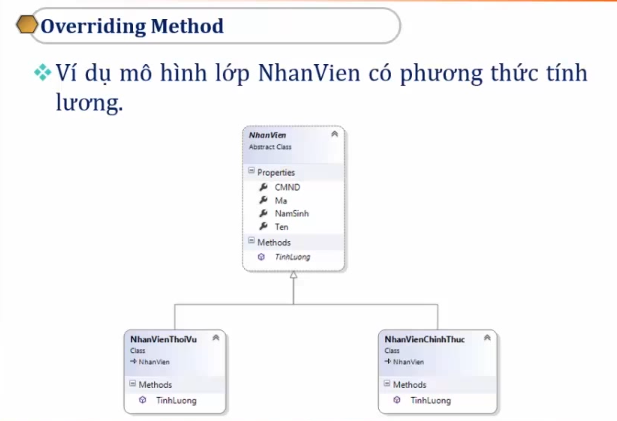 Overriding Method
Ví dụ mô hình lớp NhanVien có phương thức tính
lương.
NhanVien
Abstract Class
Properties
CMND
Ma
NamSinh
Ten
Methods
TinhLuong
NhanVienThoiVu
Class
NhanVien
Methods
TinhLuong
NhanVienChinhThuc
Class
NhanVien
Methods
TinhLuong